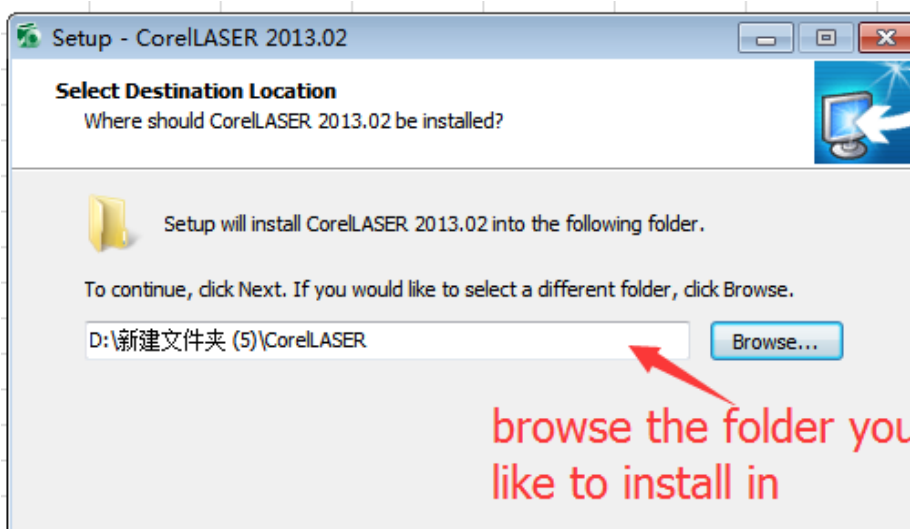 Setup - CorelLASER 2013.02
Select Destination Location
Where should CorelLASER 2013.02 be installed?
Setup will install CorelLASER 2013.02 into the following folder.
To continue, click Next. If you would like to select a different folder, click Browse.
D:\新建文件夹 (5)\CorelLASER
Browse...
browse the folder you
like to install in